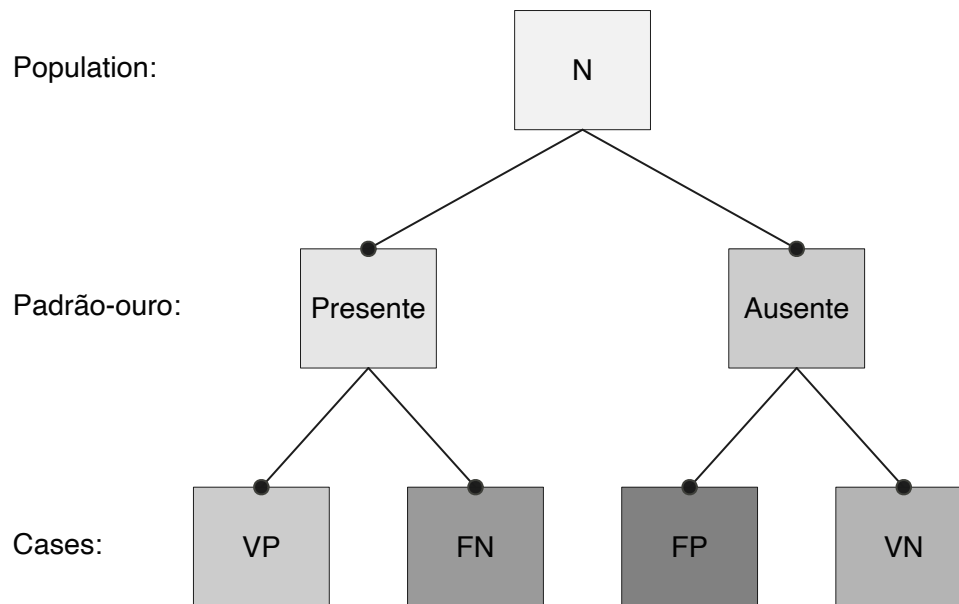 Population:
N
Padrão-ouro:
Presente
Ausente
Cases:
VP
FN
FP
VN